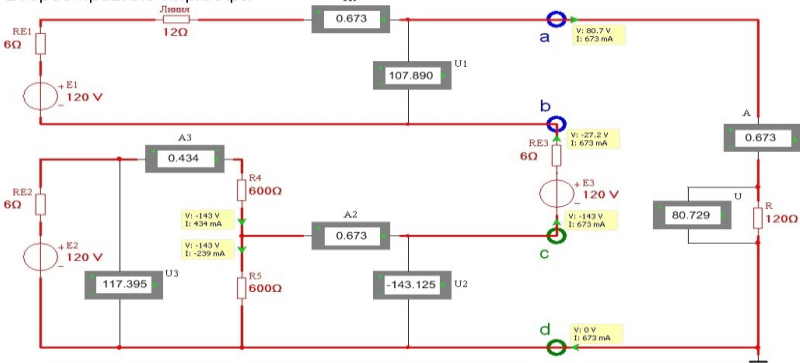 Линия
12Ω
0.673
a
V: 80.7 V
I: 673 mA
RE1
6Ω
107.890
U1
E1
120 V
b
V: -27.2 V
I: 673 mA
A
0.673
A3
0.434
RE3
6Ω
R4
600Ω
E3
120 V
RE2
6Ω
U
80.729
R
120Ω
V: -143 V
I: 434 mA
A2
0.673
V: -143 V
I: 673 mA
V: -143 V
I: -239 mA
c
E2
120 V
U3
117.395
R5
600Ω
-143.125
U2
d
V: 0 V
I: 673 mA